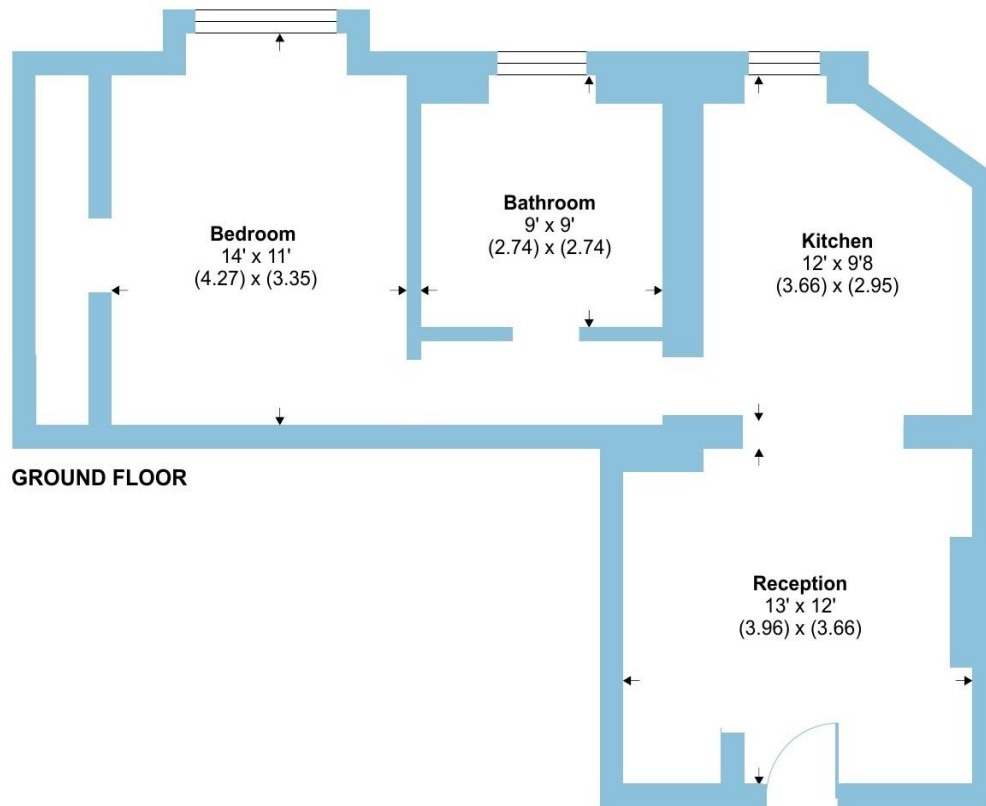 Bedroom
14' x 11'
(4.27) x (3.35)
Bathroom
9' x 9'
(2.74) x (2.74)
Kitchen
12' x 9'8
(3.66) x (2.95)
GROUND FLOOR
Reception
13' x 12'
(3.96) x (3.66)